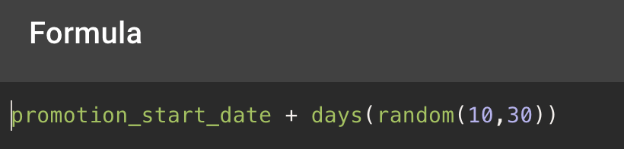 Formula
promotion_start_date + days(random(10,30))